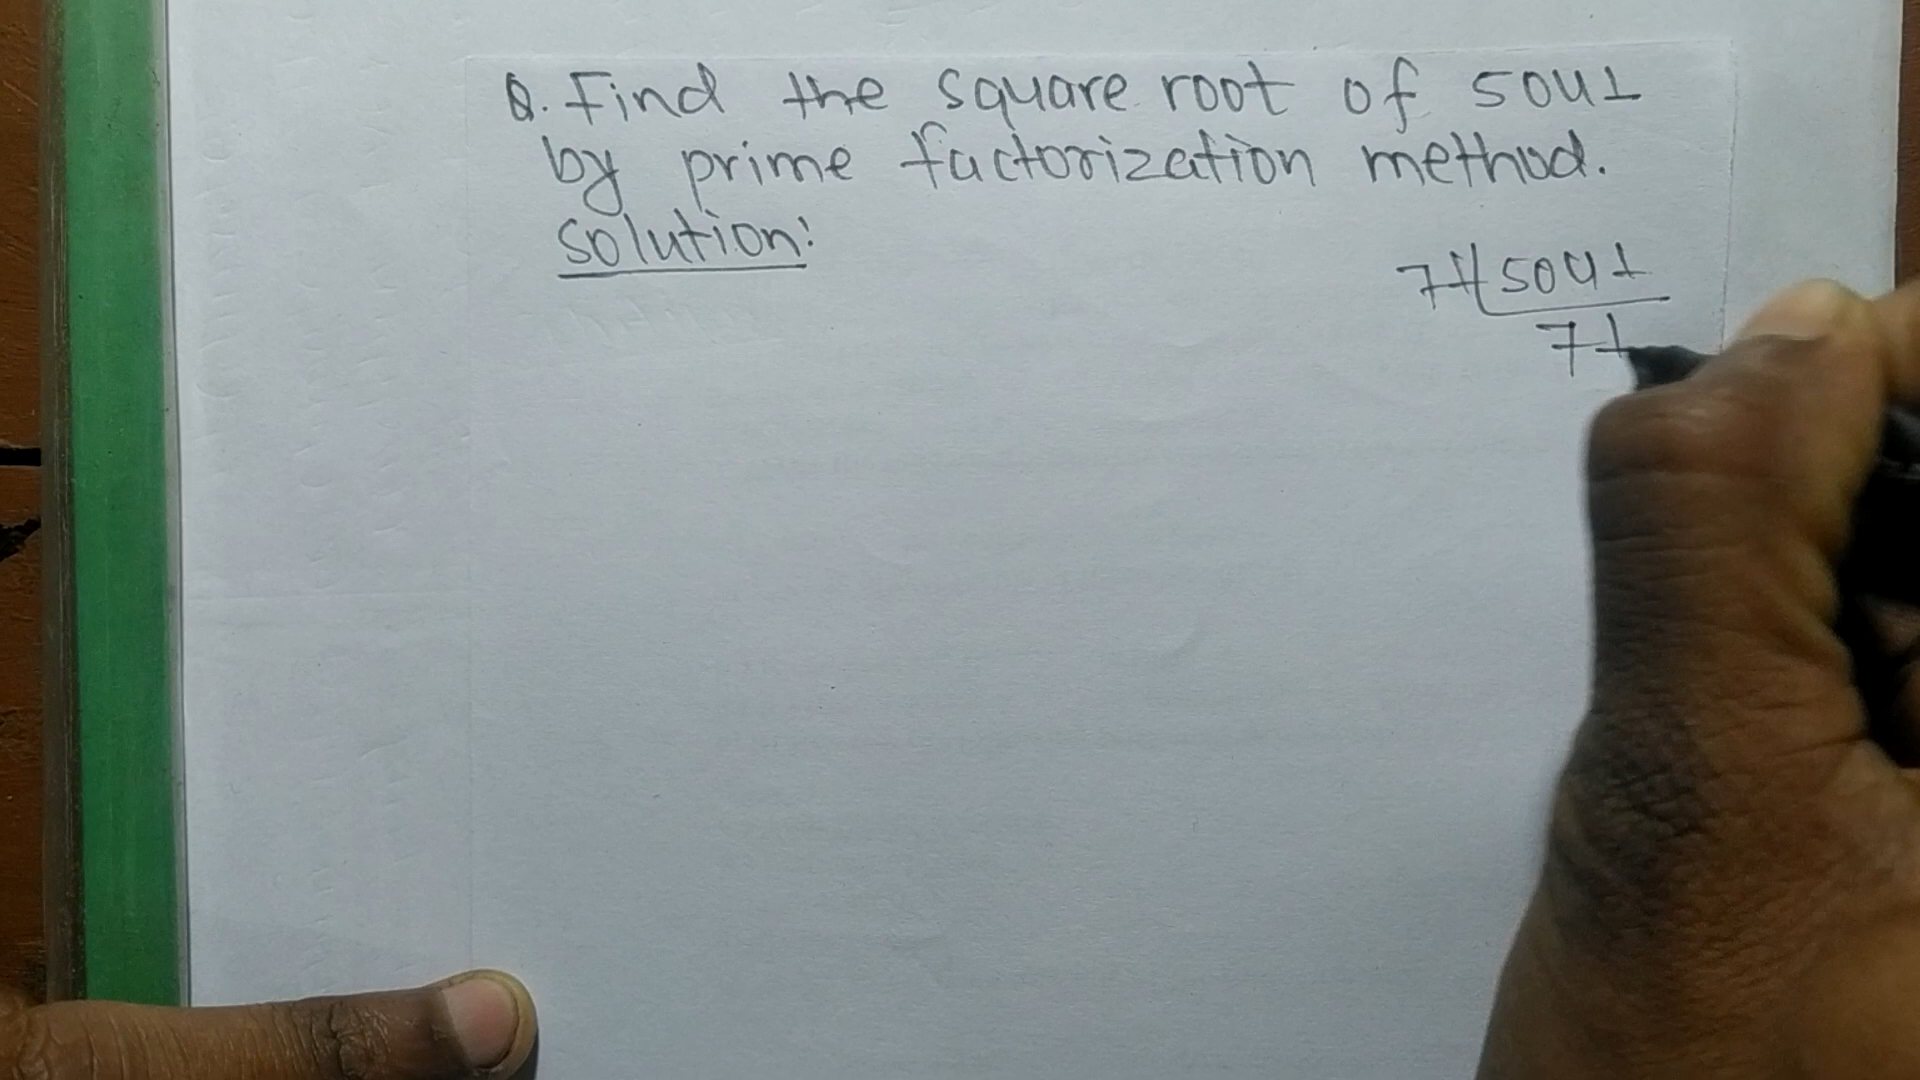 Q. Find the square root of 5041
by prime factorization method.
Solution:
71 5041
71